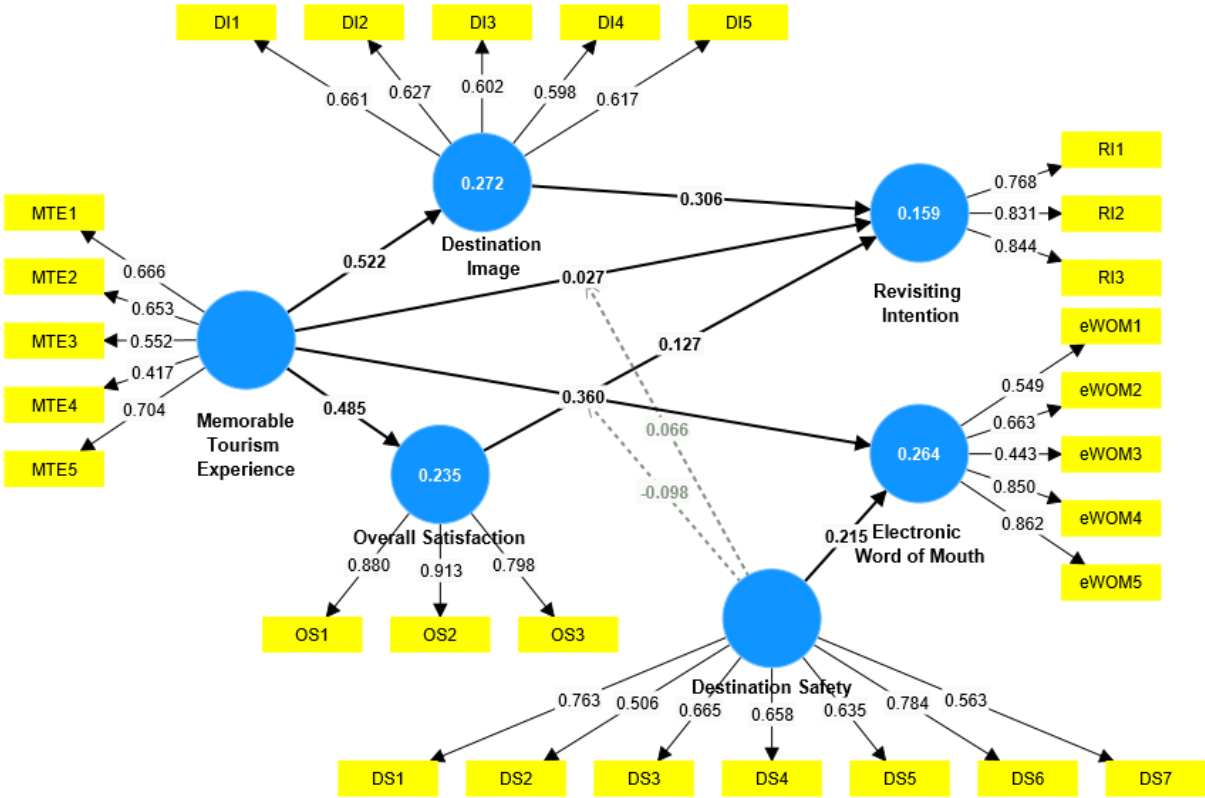 DI1
DI2
DI3
DI4
DI5
0.661
0.627
0.602
0.598
0.617
0.272
Destination
Image
MTE1
MTE2
MTE3
MTE4
MTE5
0.666
0.653
0.552
0.417
0.704
Memorable
Tourism
Experience
0.522
0.485
0.306
0.027
0.127
0.360
0.066
-0.098
0.215
0.159
Revisiting
Intention
0.768
0.831
0.844
RI1
RI2
RI3
0.264
Electronic
Word of Mouth
0.549
0.663
0.443
0.850
0.862
eWOM1
eWOM2
eWOM3
eWOM4
eWOM5
0.235
Overall Satisfaction
0.880
0.913
0.798
OS1
OS2
OS3
Destination Safety
0.763
0.506
0.665
0.658
0.635
0.784
0.563
DS1
DS2
DS3
DS4
DS5
DS6
DS7